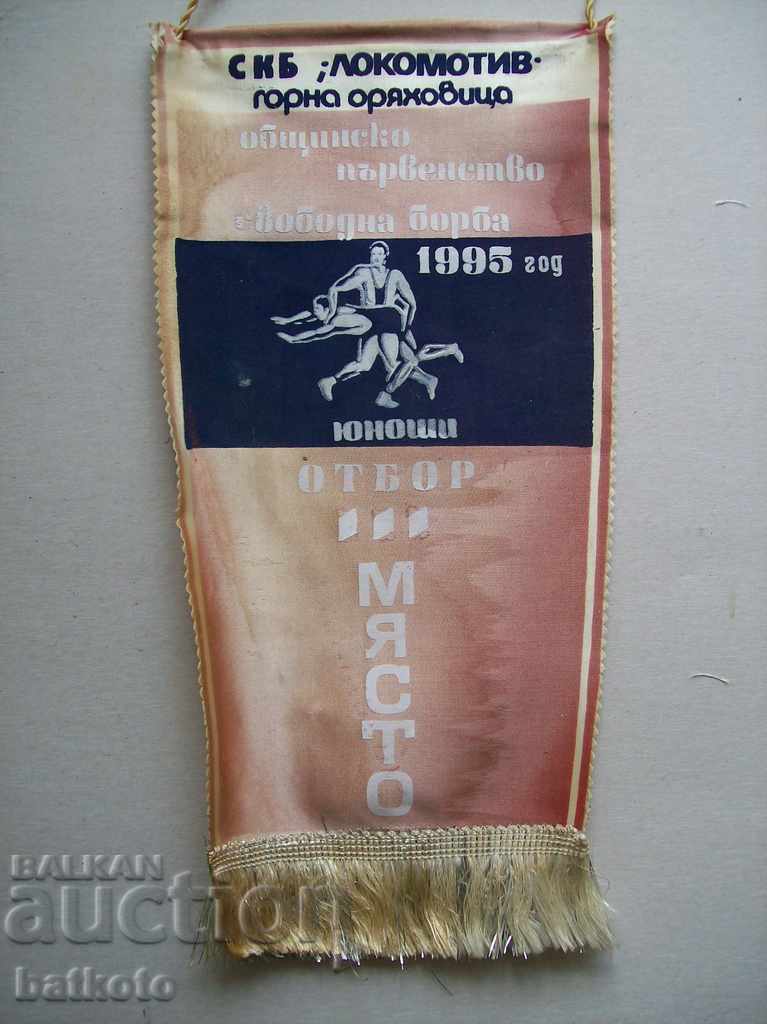 СКБ „ЛОКОМОТИВ"
горна оряховица
общинско
първенство
свободна борба
1995 год
юноши
ОТБОР
III
МЯСТО
BALKAN
auction
batkoto